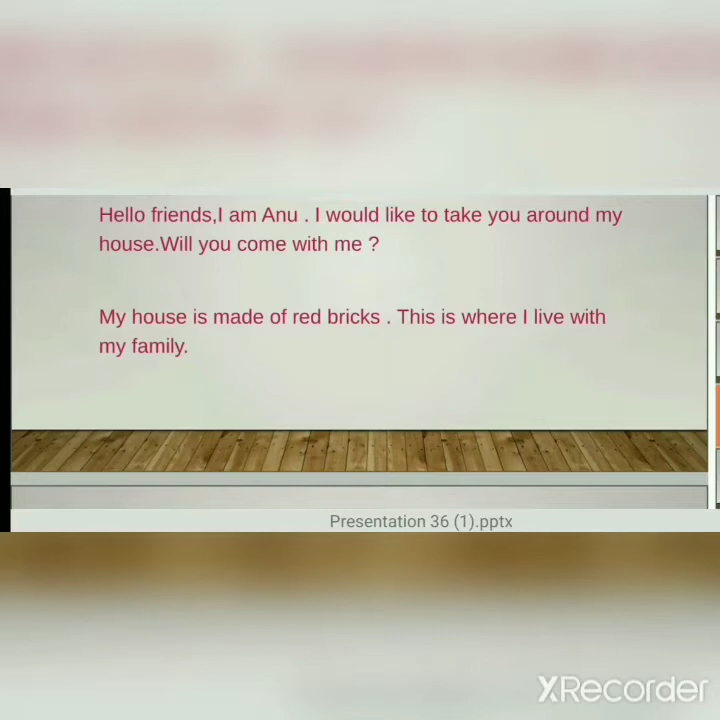 Hello friends,I am Anu . I would like to take you around my
house.Will you come with me ?
My house is made of red bricks . This is where I live with
my family.
Presentation 36 (1).pptx
XRecorder